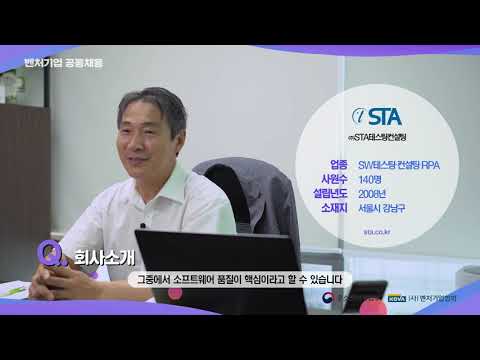 벤처기업 공동채용
STA
㈜STA테스팅컨설팅
업종 SW테스팅 컨설팅 RPA
사원수 140명
설립년도 2008년
소재지 서울시 강남구
sta.co.kr
Q. 회사소개
그중에서 소프트웨어 품질이 핵심이라고 할 수 있습니다
KOVA (사) 벤처기업협회